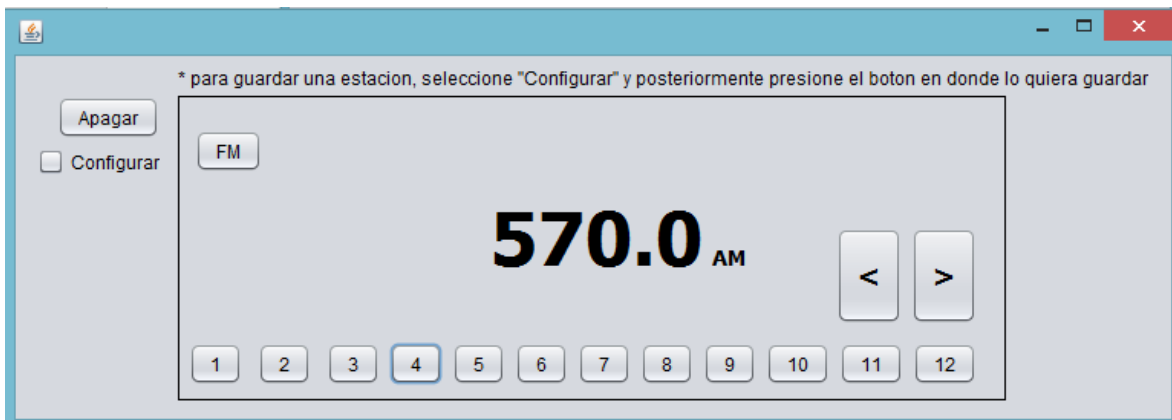 * para guardar una estacion, seleccione "Configurar" y posteriormente presione el boton en donde lo quiera guardar
Apagar
Configurar
FM
570.0 AM
< >
1 2 3 4 5 6 7 8 9 10 11 12